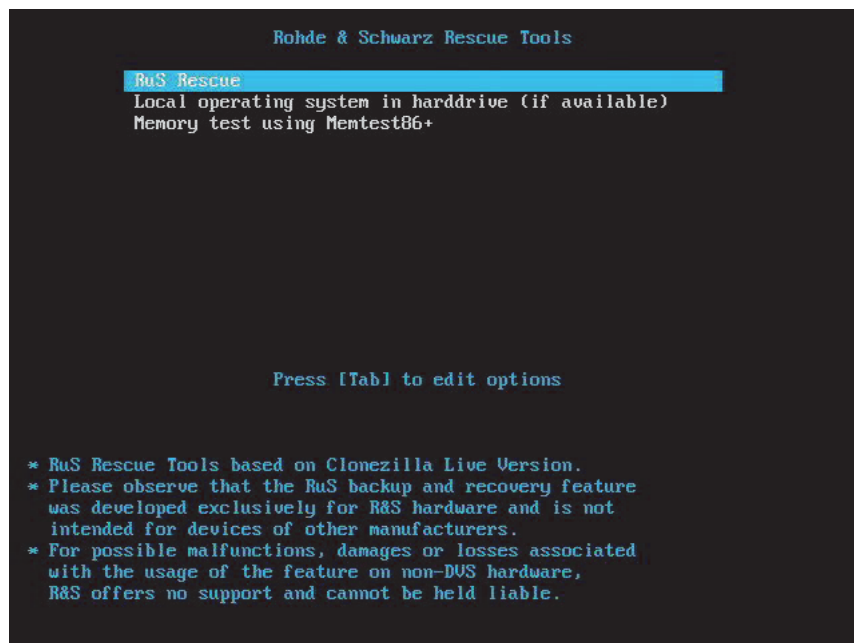 Rohde & Schwarz Rescue Tools
RuS Rescue
Local operating system in harddrive (if available)
Memory test using Memtest86+
Press [Tab] to edit options
* RuS Rescue Tools based on Clonezilla Live Version.
* Please observe that the RuS backup and recovery feature
was developed exclusively for R&S hardware and is not
intended for devices of other manufacturers.
* For possible malfunctions, damages or losses associated
with the usage of the feature on non-DVS hardware,
R&S offers no support and cannot be held liable.